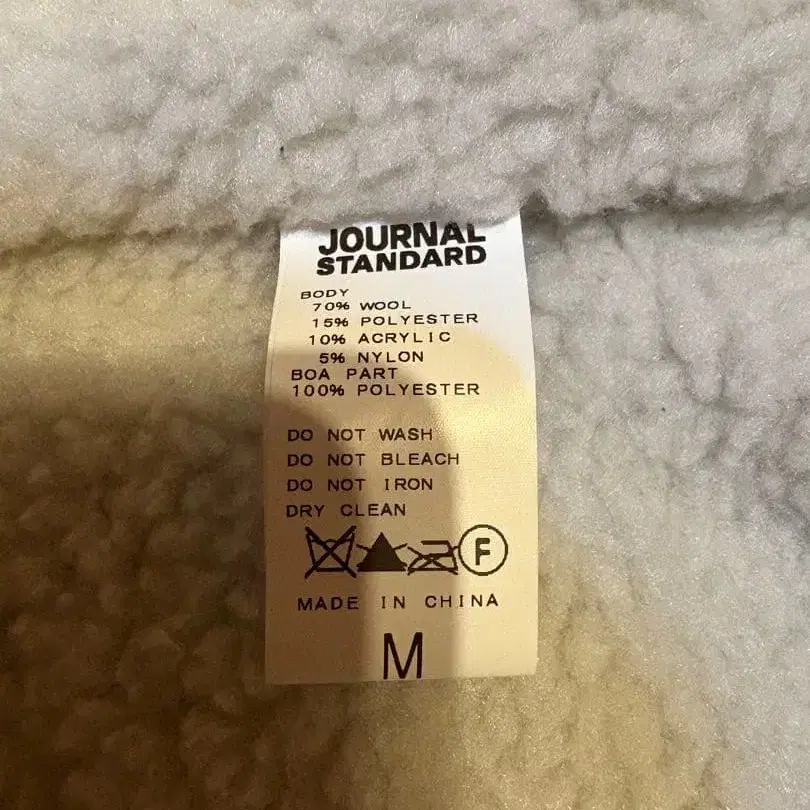 JOURNAL
STANDARD
BODY
70% WOOL
15% POLYESTER
10% ACRYLIC
5% NYLON
BOA PART
100% POLYESTER
DO NOT WASH
DO NOT BLEACH
DO NOT IRON
DRY CLEAN
F
MADE IN CHINA
M